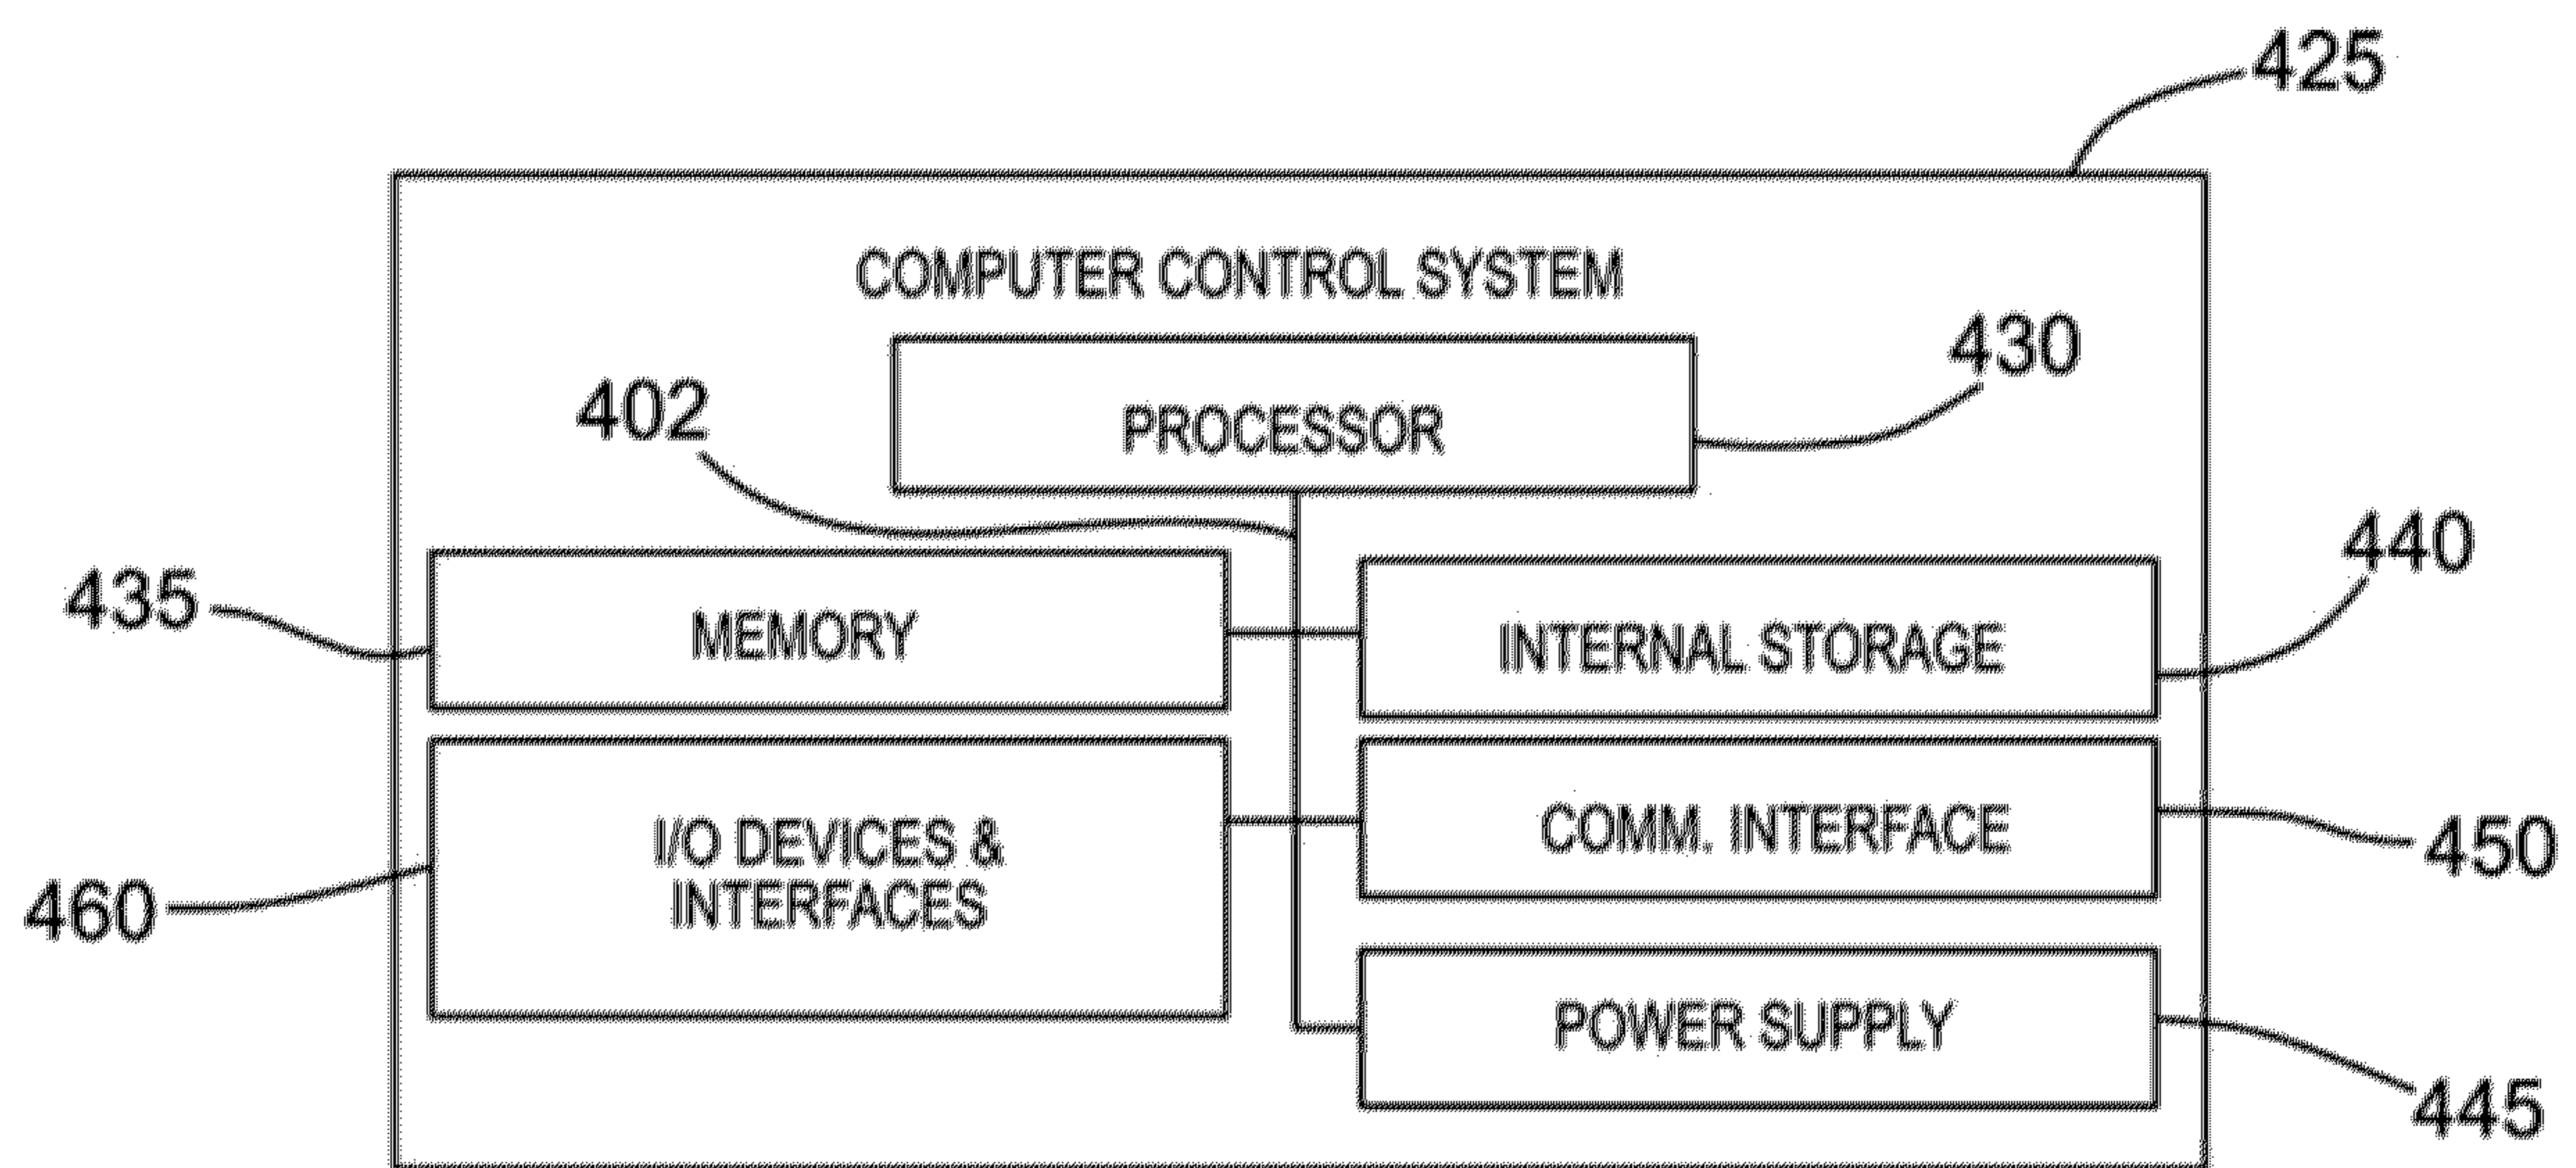 425
COMPUTER CONTROL SYSTEM
430
402
PROCESSOR
440
435
MEMORY
INTERNAL STORAGE
450
COMM. INTERFACE
I/O DEVICES &
INTERFACES
460
POWER SUPPLY
445